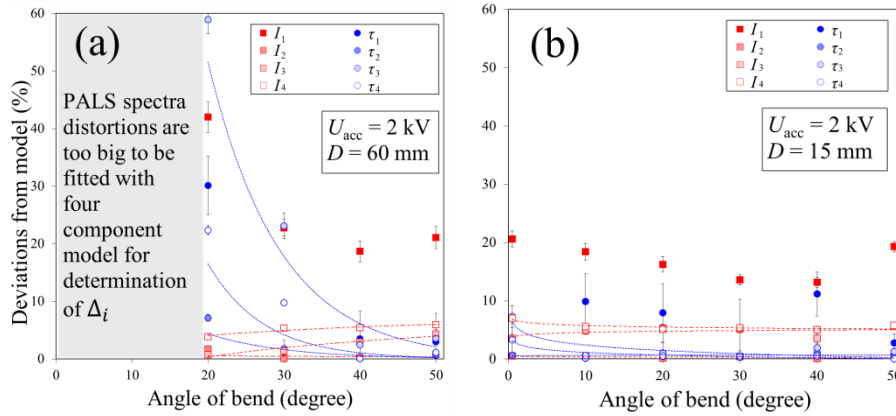 (a)
60
50
40
30
20
10
0
0 10 20 30 40 50
Deviations from model (%)
Angle of bend (degree)
I₁ τ₁
I₂ τ₂
I₃ τ₃
I₄ τ₄
U_acc = 2 kV
D = 60 mm
PALS spectra
distortions are
too big to be
fitted with
four
component
model for
determination
of Δᵢ
(b)
60
50
40
30
20
10
0
0 10 20 30 40 50
Angle of bend (degree)
I₁ τ₁
I₂ τ₂
I₃ τ₃
I₄ τ₄
U_acc = 2 kV
D = 15 mm